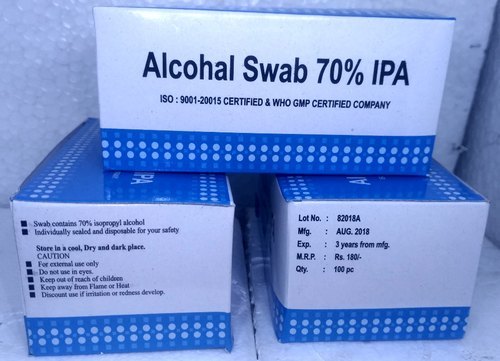 Alcohal Swab 70% IPA
ISO : 9001-20015 CERTIFIED & WHO GMP CERTIFIED COMPANY
IPA
Swab contains 70% isopropyl alcohol
Individually sealed and disposable for your safety
Store in a cool, Dry and dark place.
CAUTION
For external use only
Do not use in eyes.
Keep out of reach of children
Keep away from Flame or Heat
Discount use if irritation or redness develop.
Lot No. : 82018A
Mfg. : AUG. 2018
Exp. : 3 years from mfg.
M.R.P. : Rs. 180/-
Qty. : 100 pc